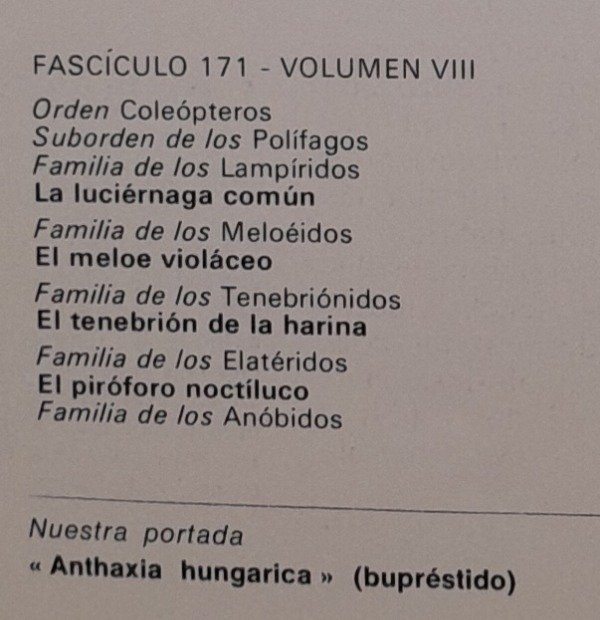 FASCÍCULO 171 - VOLUMEN VIII
Orden Coleópteros
Suborden de los Polífagos
Familia de los Lampíridos
La luciérnaga común
Familia de los Meloéidos
El meloe violáceo
Familia de los Tenebriónidos
El tenebrión de la harina
Familia de los Elatéridos
El piróforo noctíluco
Familia de los Anóbidos
Nuestra portada
« Anthaxia hungarica » (bupréstido)